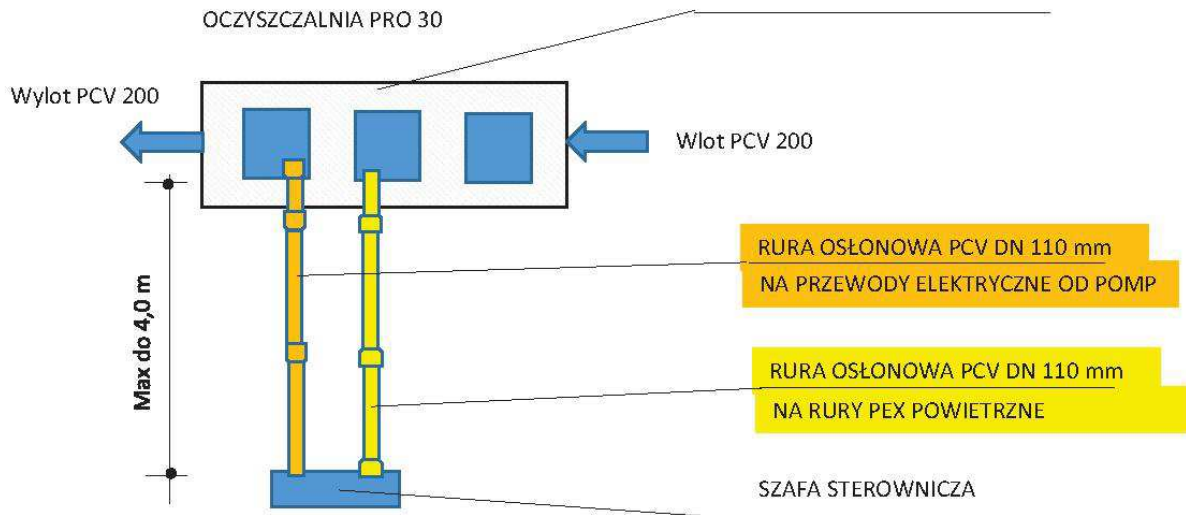 OCZYSZCZALNIA PRO 30
Wylot PCV 200
Wlot PCV 200
Max do 4,0 m
RURA OSŁONOWA PCV DN 110 mm
NA PRZEWODY ELEKTRYCZNE OD POMP
RURA OSŁONOWA PCV DN 110 mm
NA RURY PEX POWIETRZNE
SZAFA STEROWNICZA